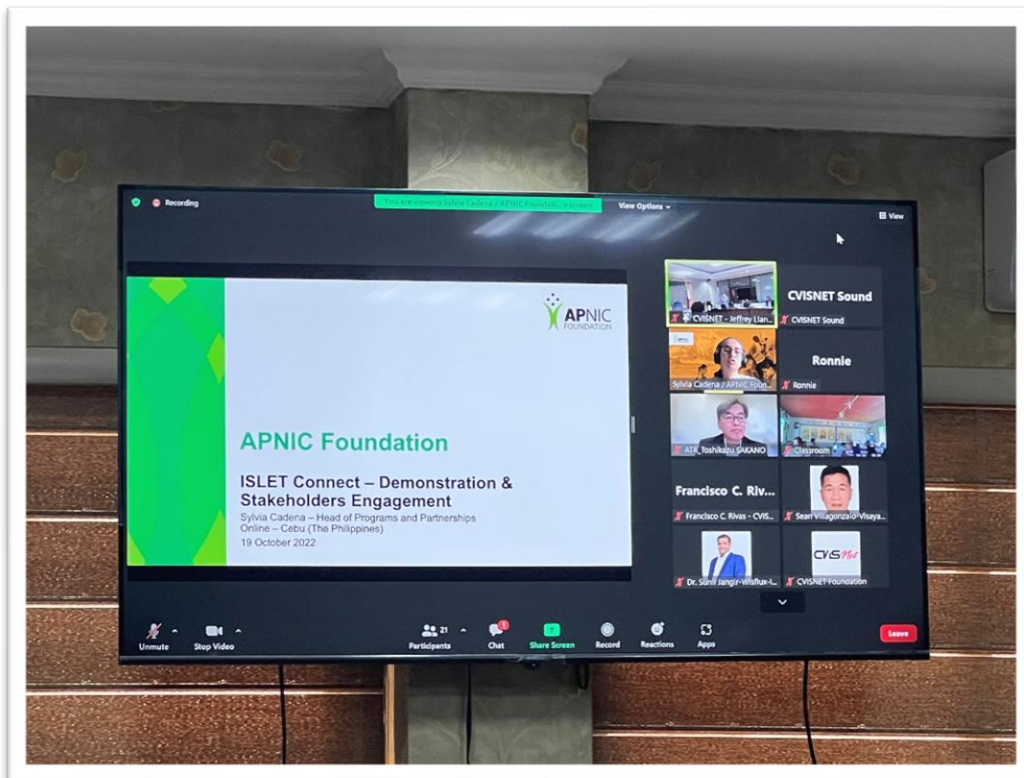 Recording
You are viewing Sylvia Cadena / APNIC Foundati...'s screen
View Options
View
APNIC
FOUNDATION
APNIC Foundation
ISLET Connect – Demonstration &
Stakeholders Engagement
Sylvia Cadena – Head of Programs and Partnerships
Online – Cebu (The Philippines)
19 October 2022
CVISNET - Jeffrey Llan...
CVISNET Sound
CVISNET Sound
Sylvia Cadena / APNIC Foun...
Ronnie
Ronnie
ATR_Toshikazu SAKANO
Classroom
Francisco C. Riv...
Francisco C. Rivas - CVIS...
Sean Villagonzalo-Visaya...
Dr. Sunil Jangir-Wisflux-I...
CViSNet
CVISNET Foundation
Unmute
Stop Video
Participants
21
Chat
1
Share Screen
Record
Reactions
Apps
Leave